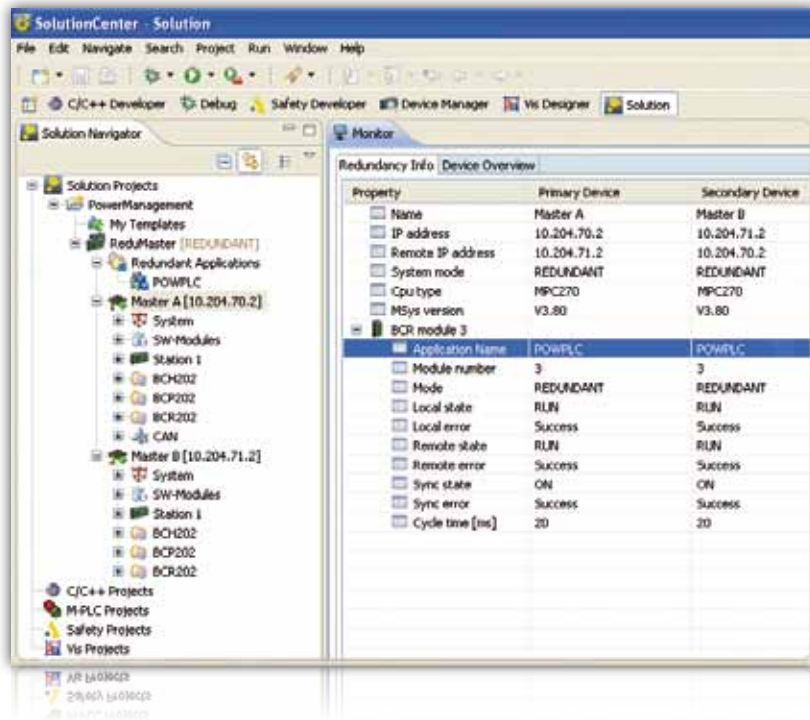 SolutionCenter - Solution
File Edit Navigate Search Project Run Window Help
C/C++ Developer Debug Safety Developer Device Manager Vis Designer Solution
Solution Navigator
Solution Projects
PowerManagement
My Templates
ReduMaster [REDUNDANT]
Redundant Applications
POWPLC
Master A [10.204.70.2]
System
SW-Modules
Station 1
BCH202
BCP202
BCR202
CAN
Master B [10.204.71.2]
System
SW-Modules
Station 1
BCH202
BCP202
BCR202
C/C++ Projects
M-PLC Projects
Safety Projects
Vis Projects
Monitor
Redundancy Info Device Overview
Property Primary Device Secondary Device
Name Master A Master B
IP address 10.204.70.2 10.204.71.2
Remote IP address 10.204.71.2 10.204.70.2
System mode REDUNDANT REDUNDANT
Cpu type MPC270 MPC270
MSys version V3.80 V3.80
BCR module 3
Application Name POWPLC POWPLC
Module number 3 3
Mode REDUNDANT REDUNDANT
Local state RUN RUN
Local error Success Success
Remote state RUN RUN
Remote error Success Success
Sync state ON ON
Sync error Success Success
Cycle time [ms] 20 20